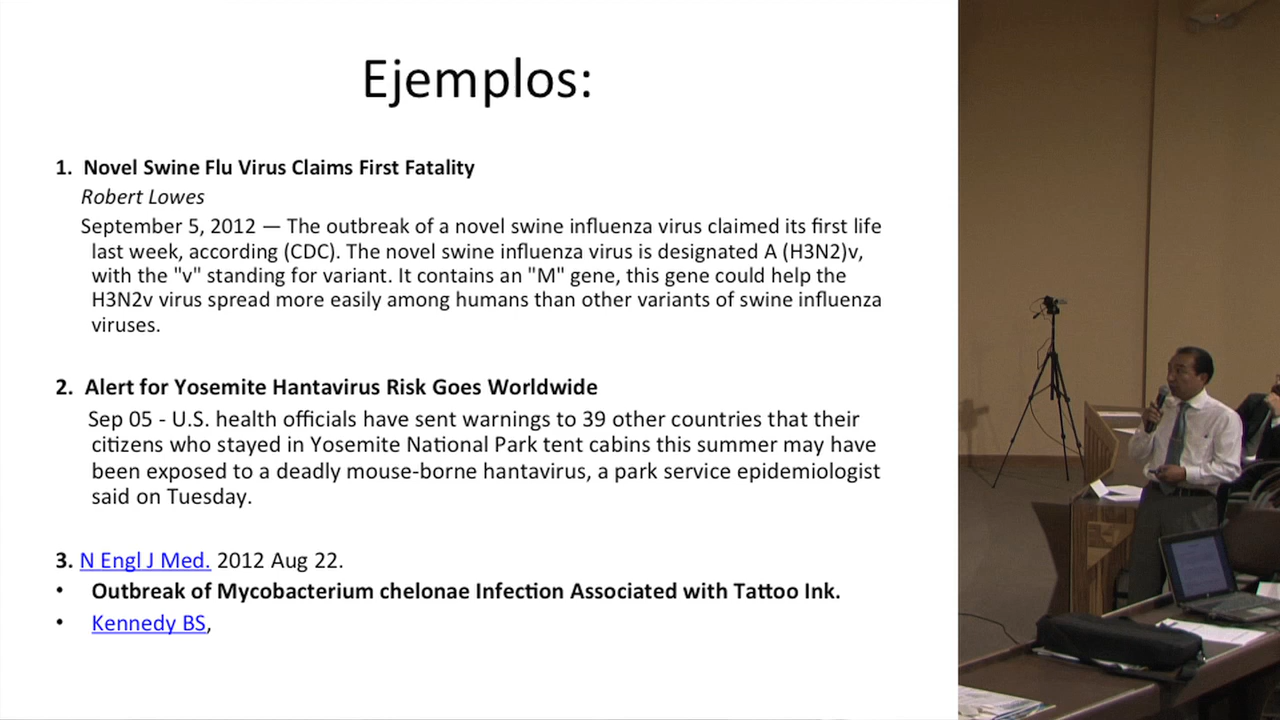 Ejemplos:
1. Novel Swine Flu Virus Claims First Fatality
Robert Lowes
September 5, 2012 — The outbreak of a novel swine influenza virus claimed its first life
last week, according (CDC). The novel swine influenza virus is designated A (H3N2)v,
with the "v" standing for variant. It contains an "M" gene, this gene could help the
H3N2v virus spread more easily among humans than other variants of swine influenza
viruses.
2. Alert for Yosemite Hantavirus Risk Goes Worldwide
Sep 05 - U.S. health officials have sent warnings to 39 other countries that their
citizens who stayed in Yosemite National Park tent cabins this summer may have
been exposed to a deadly mouse-borne hantavirus, a park service epidemiologist
said on Tuesday.
3. N Engl J Med. 2012 Aug 22.
• Outbreak of Mycobacterium chelonae Infection Associated with Tattoo Ink.
• Kennedy BS,